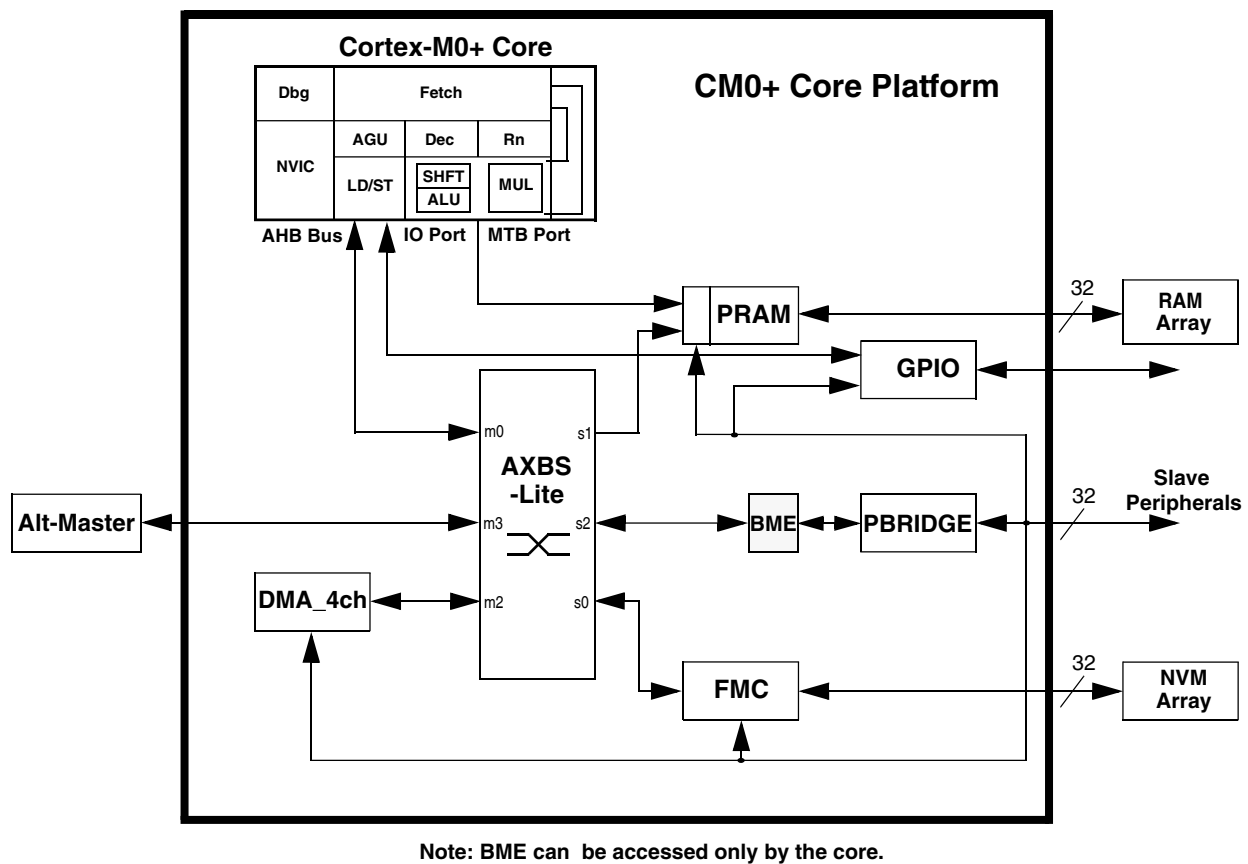 Cortex-M0+ Core
CM0+ Core Platform
Dbg
Fetch
AGU
Dec
Rn
NVIC
LD/ST
SHFT
ALU
MUL
AHB Bus
IO Port
MTB Port
PRAM
32
RAM
Array
GPIO
m0
s1
AXBS
-Lite
Alt-Master
m3
s2
BME
PBRIDGE
32
Slave
Peripherals
DMA_4ch
m2
s0
FMC
32
NVM
Array
Note: BME can  be accessed only by the core.